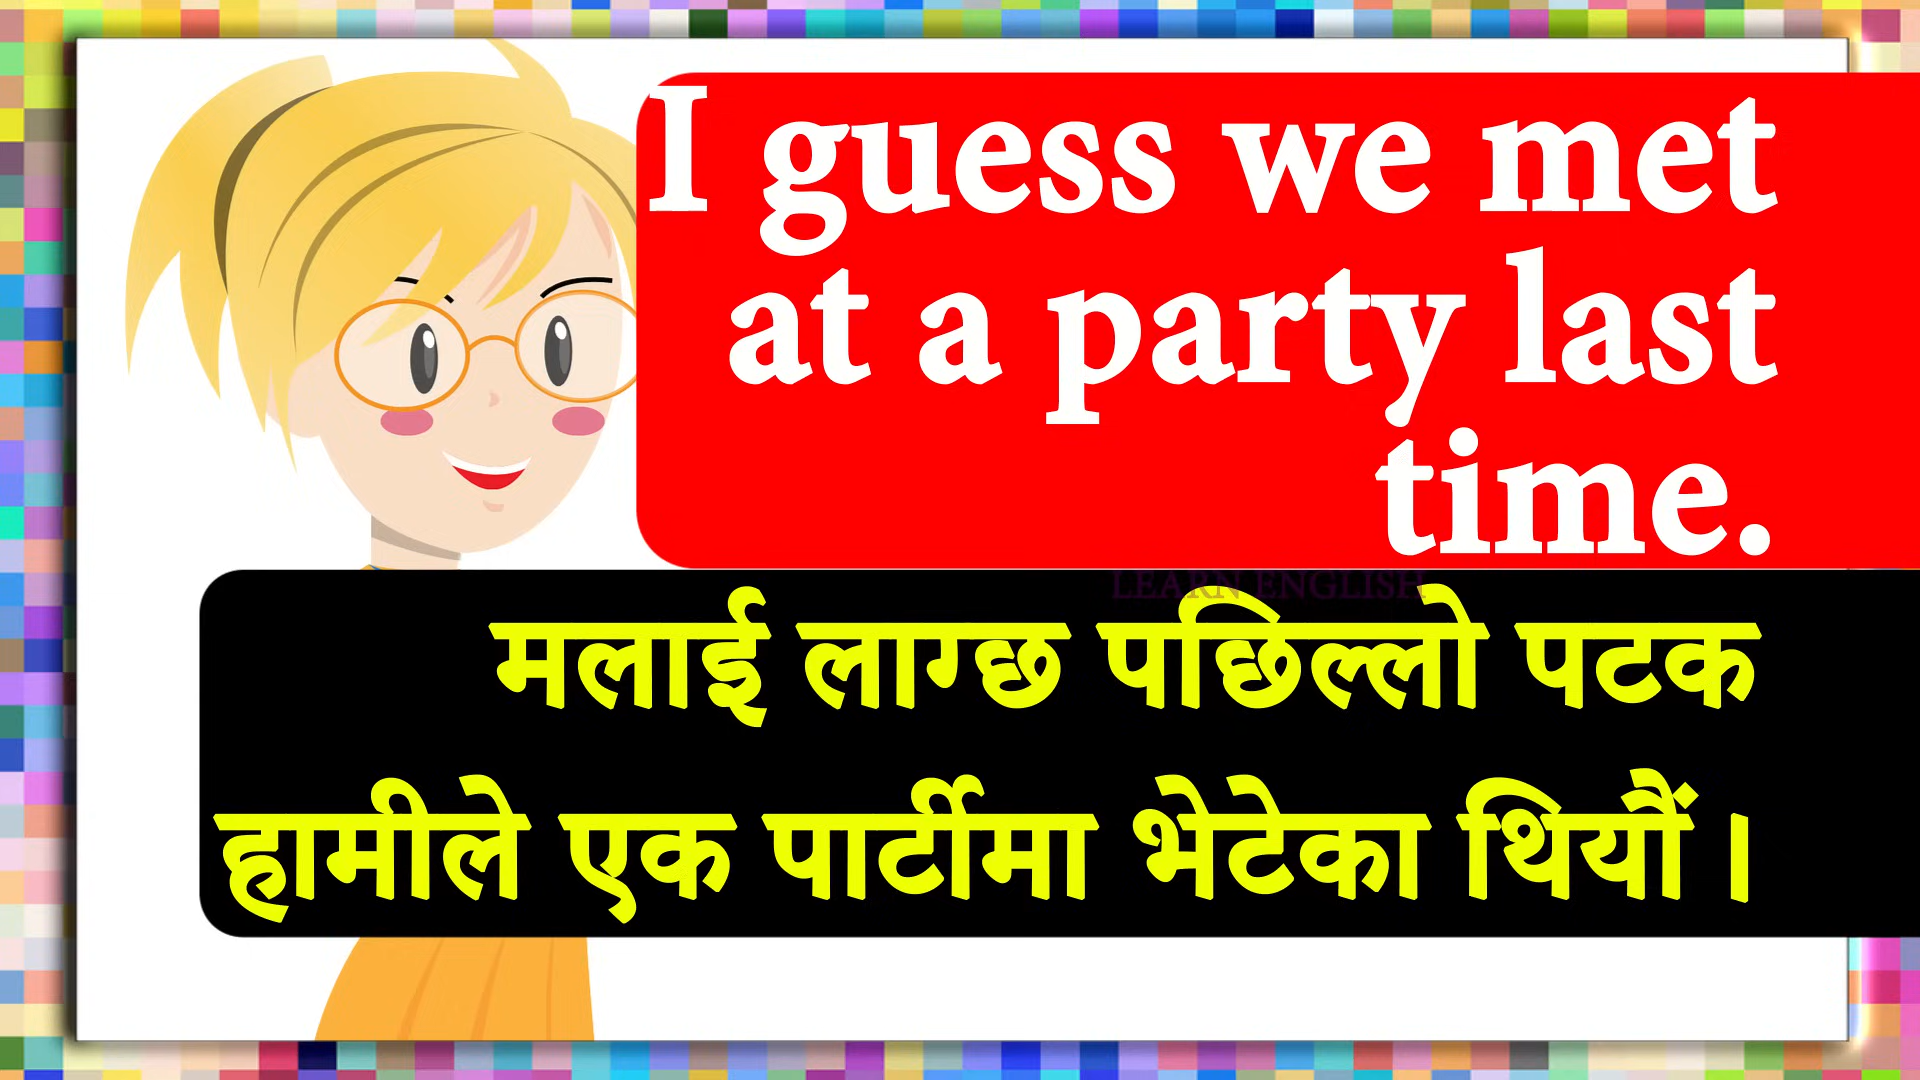 I guess we met
at a party last
time.
LEARN ENGLISH
मलाई लाग्छ पछिल्लो पटक
हामीले एक पार्टीमा भेटेका थियौं ।